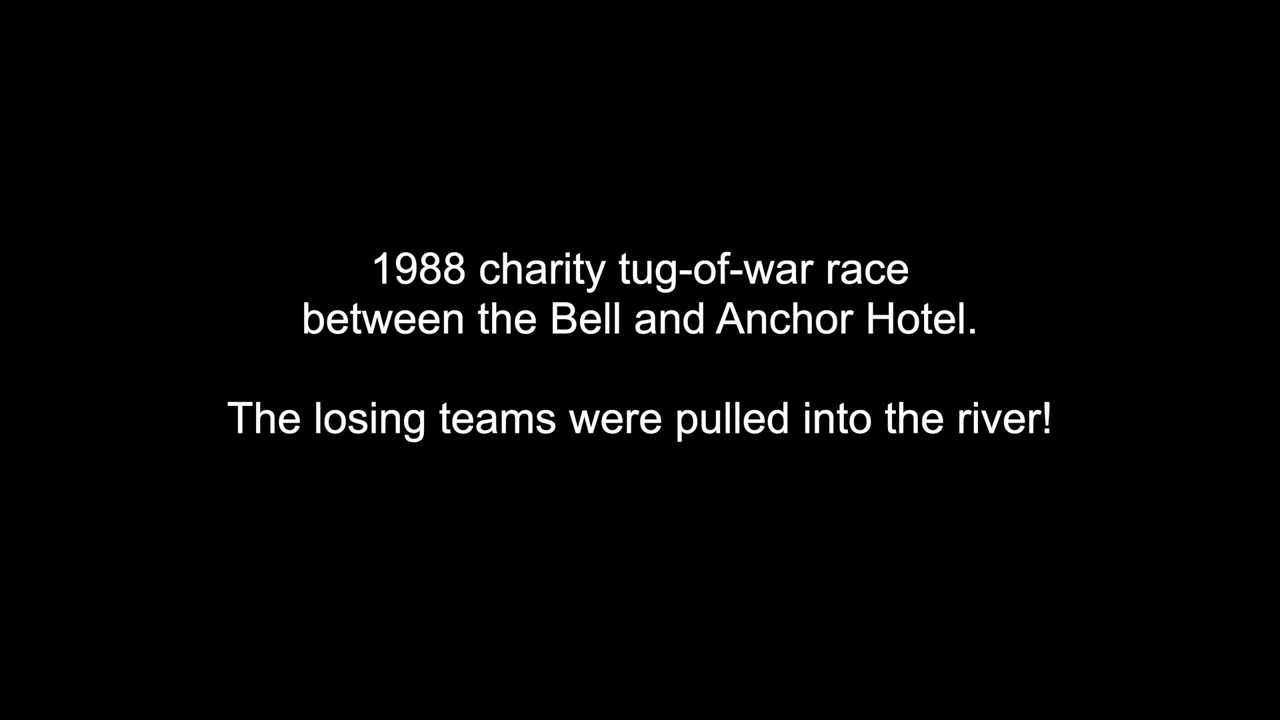 1988 charity tug-of-war race
between the Bell and Anchor Hotel.
The losing teams were pulled into the river!